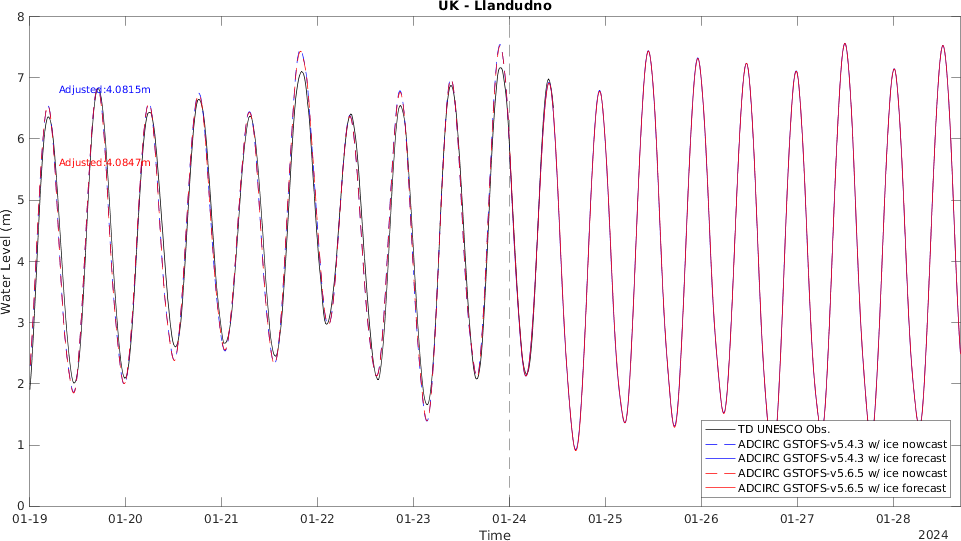 UK - Llandudno
8
7
6
5
4
3
2
1
0
Water Level (m)
Adjusted:4.0815m
Adjusted:4.0847m
TD UNESCO Obs.
ADCIRC GSTOFS-v5.4.3 w/ ice nowcast
ADCIRC GSTOFS-v5.4.3 w/ ice forecast
ADCIRC GSTOFS-v5.6.5 w/ ice nowcast
ADCIRC GSTOFS-v5.6.5 w/ ice forecast
01-19 01-20 01-21 01-22 01-23 01-24 01-25 01-26 01-27 01-28
Time
2024